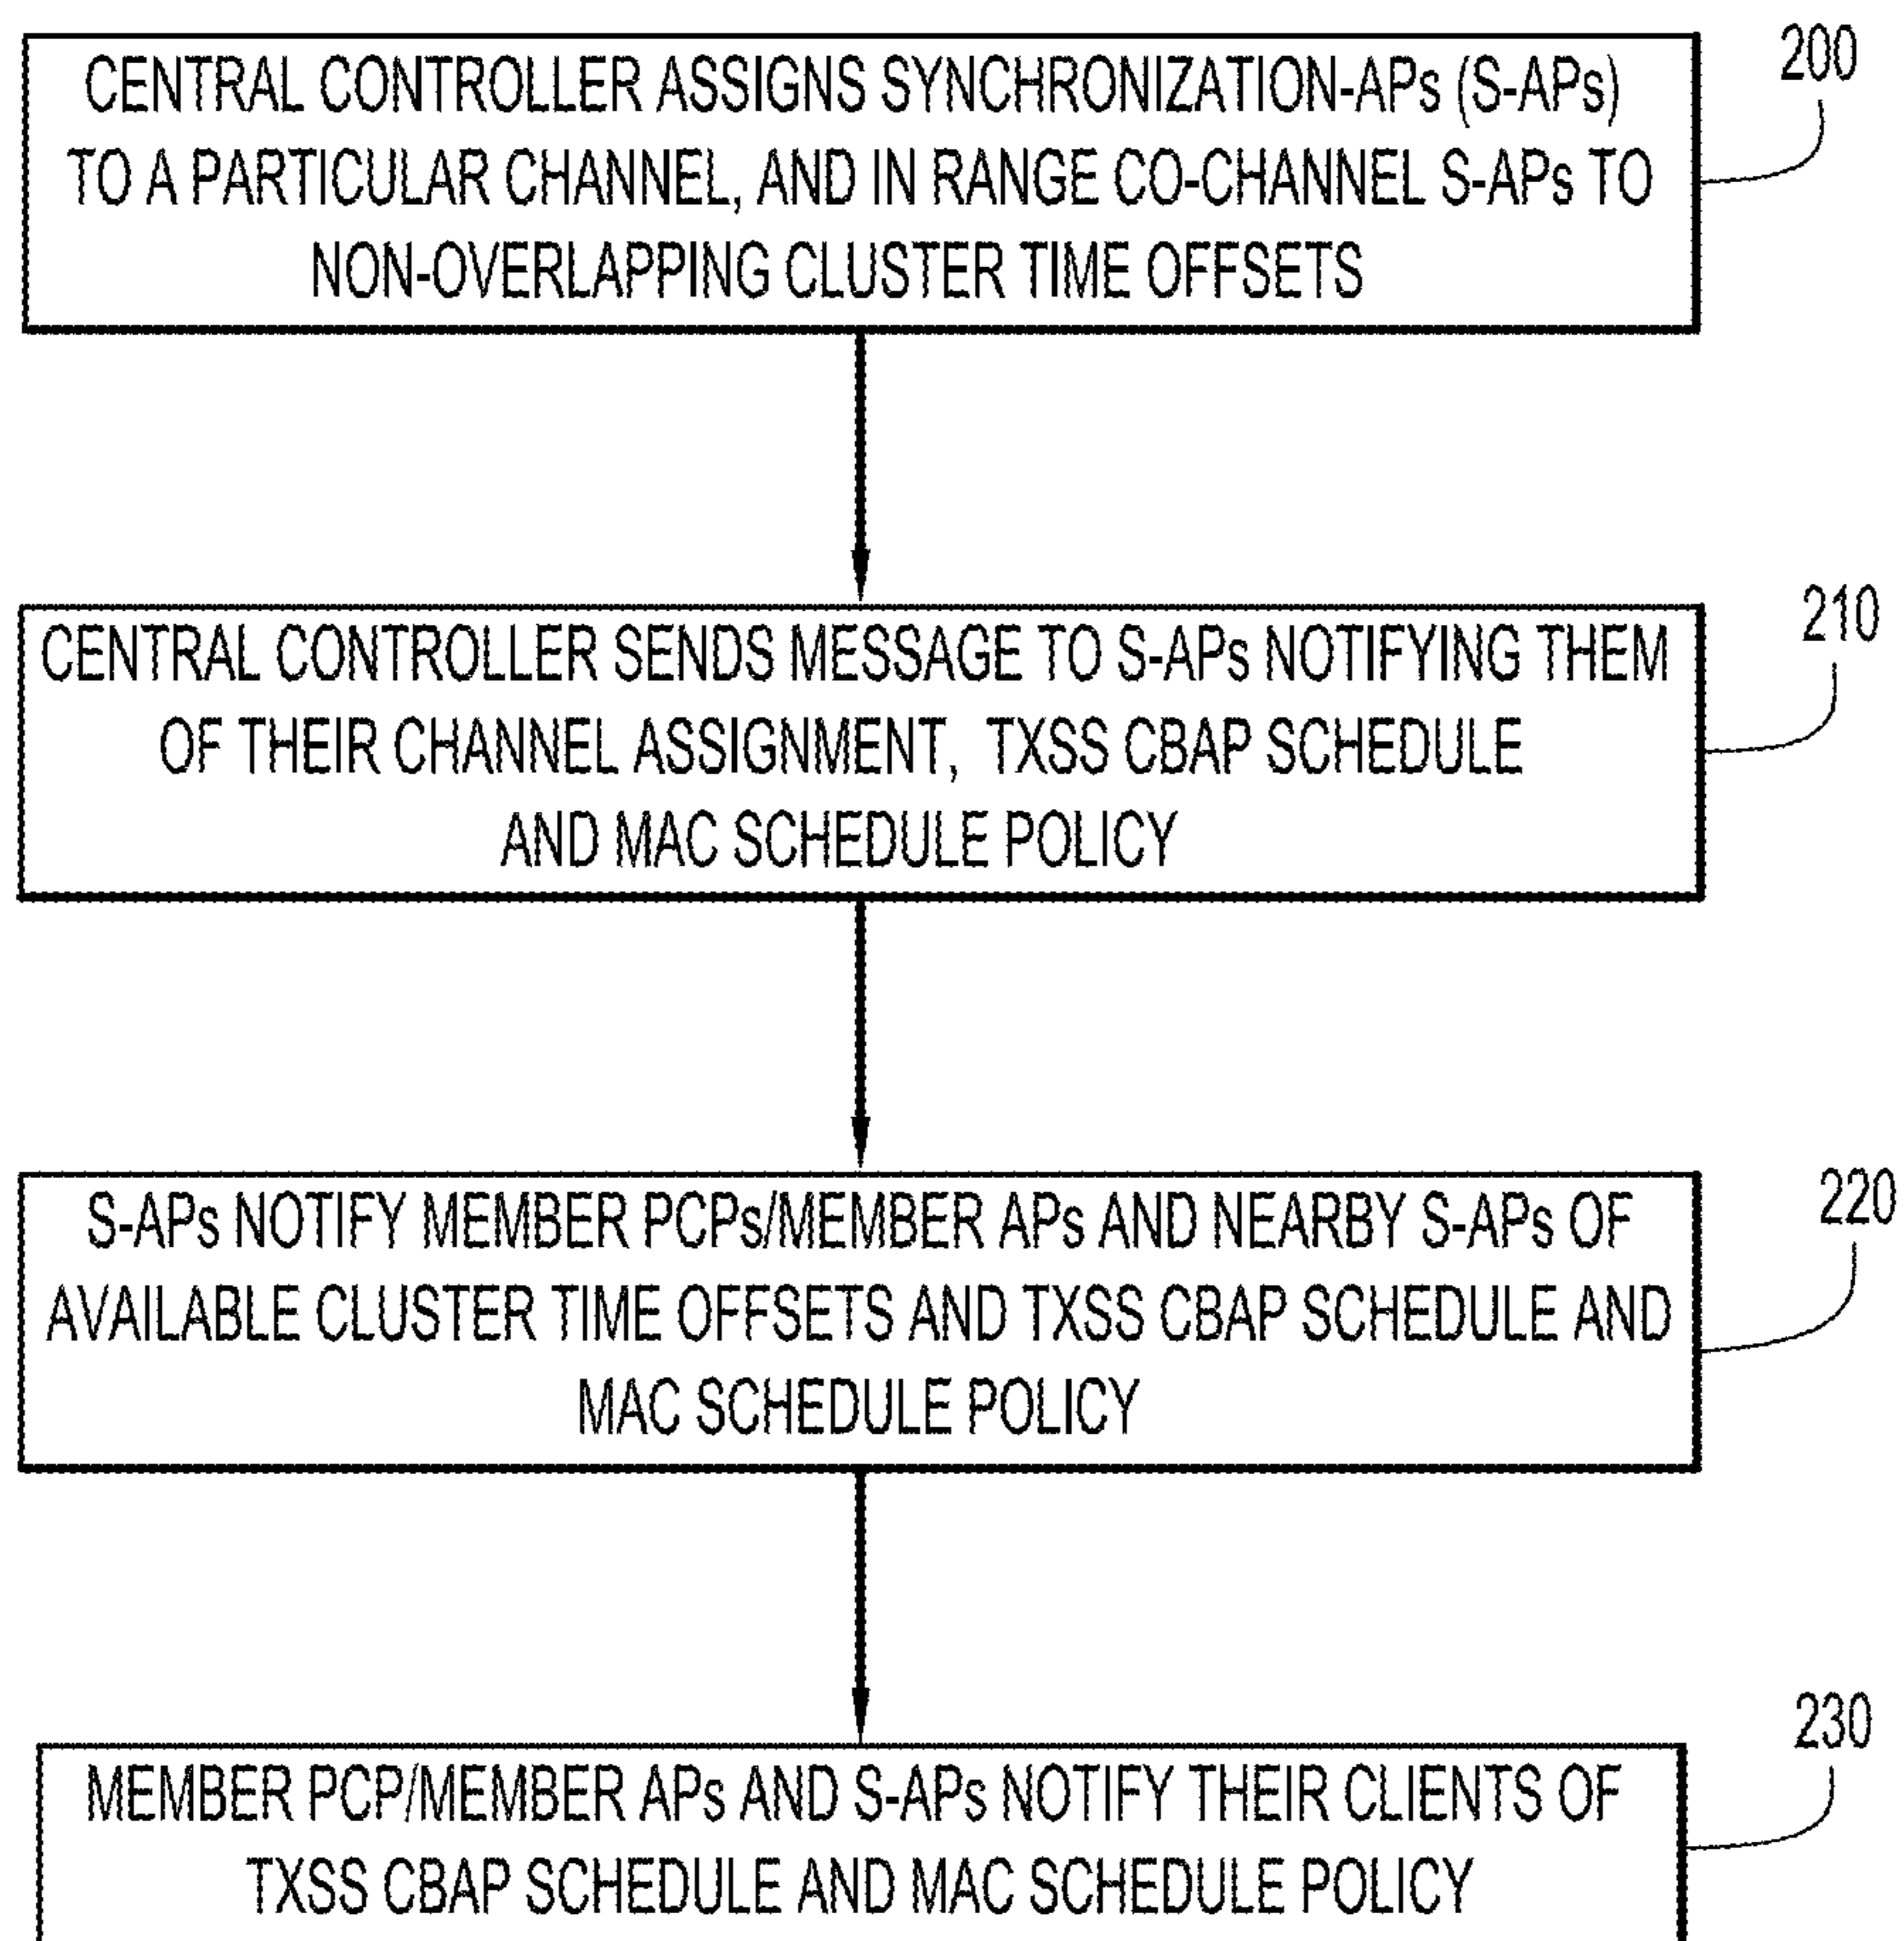 CENTRAL CONTROLLER ASSIGNS SYNCHRONIZATION-APs (S-APs)
TO A PARTICULAR CHANNEL, AND IN RANGE CO-CHANNEL S-APs TO
NON-OVERLAPPING CLUSTER TIME OFFSETS
200
CENTRAL CONTROLLER SENDS MESSAGE TO S-APs NOTIFYING THEM
OF THEIR CHANNEL ASSIGNMENT, TXSS CBAP SCHEDULE
AND MAC SCHEDULE POLICY
210
S-APs NOTIFY MEMBER PCPs/MEMBER APs AND NEARBY S-APs OF
AVAILABLE CLUSTER TIME OFFSETS AND TXSS CBAP SCHEDULE AND
MAC SCHEDULE POLICY
220
MEMBER PCP/MEMBER APs AND S-APs NOTIFY THEIR CLIENTS OF
TXSS CBAP SCHEDULE AND MAC SCHEDULE POLICY
230